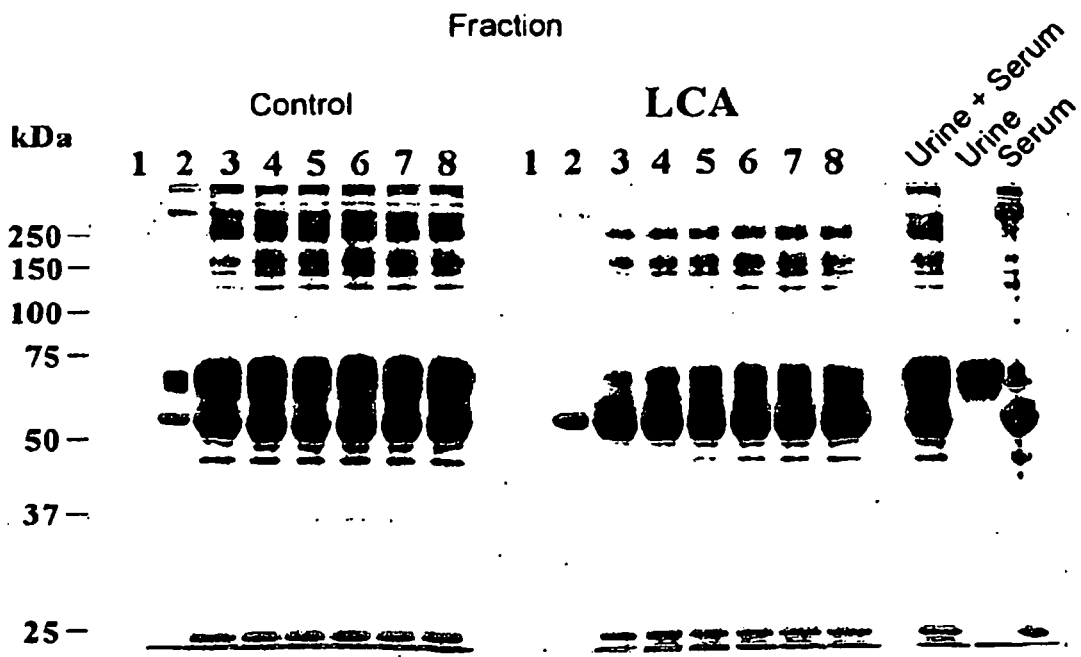 Fraction
Control
LCA
Urine + Serum
Urine
Serum
kDa
1 2 3 4 5 6 7 8
1 2 3 4 5 6 7 8
250
150
100
75
50
37
25